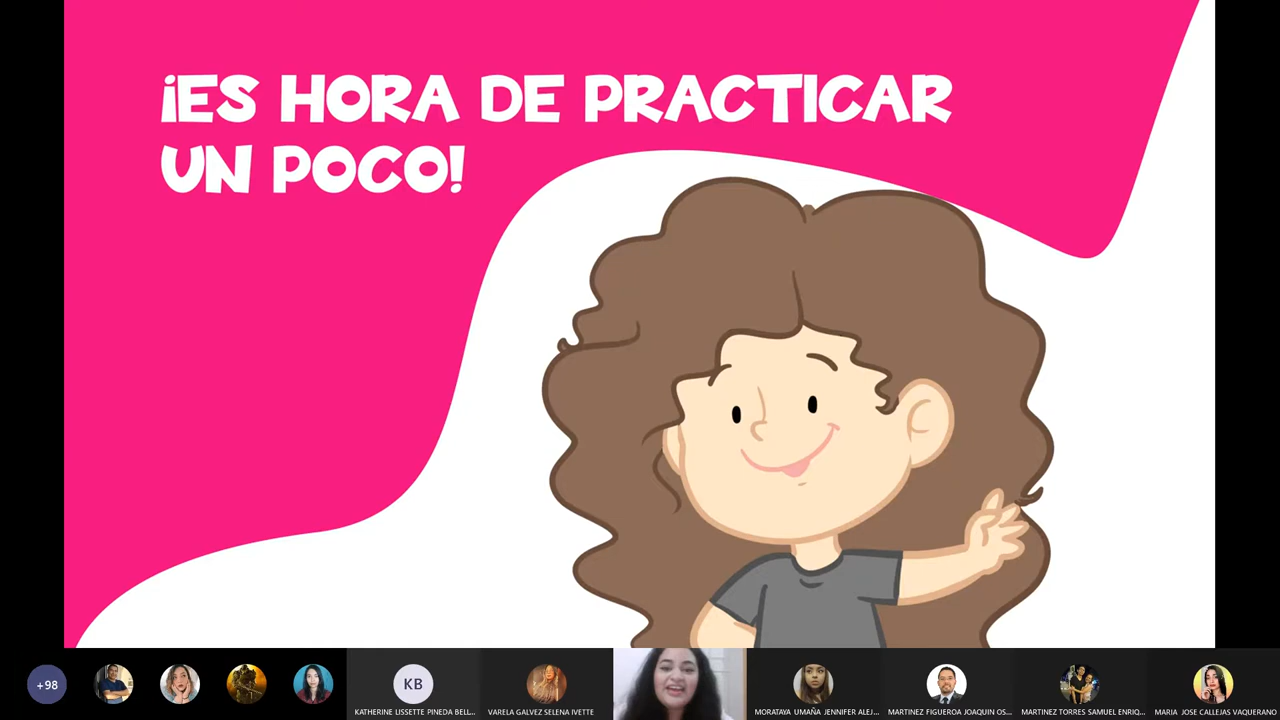 ¡ES HORA DE PRACTICAR
UN POCO!
+98
KB
KATHERINE LISSETTE PINEDA BELL...
VARELA GALVEZ SELENA IVETTE
MORATAYA UMAÑA JENNIFER ALEJ...
MARTINEZ FIGUEROA JOAQUIN OS...
MARTINEZ TORRES SAMUEL ENRIQ...
MARIA JOSE CALLEJAS VAQUERANO